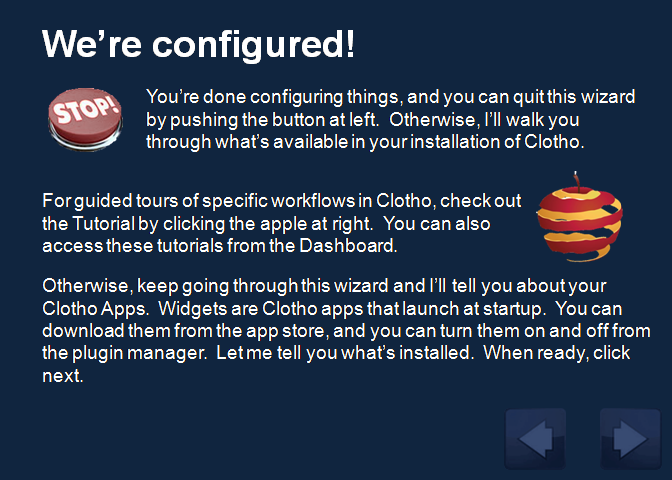 We're configured!
STOP!
You're done configuring things, and you can quit this wizard
by pushing the button at left.  Otherwise, I'll walk you
through what's available in your installation of Clotho.
For guided tours of specific workflows in Clotho, check out
the Tutorial by clicking the apple at right.  You can also
access these tutorials from the Dashboard.
Otherwise, keep going through this wizard and I'll tell you about your
Clotho Apps.  Widgets are Clotho apps that launch at startup.  You can
download them from the app store, and you can turn them on and off from
the plugin manager.  Let me tell you what's installed.  When ready, click
next.